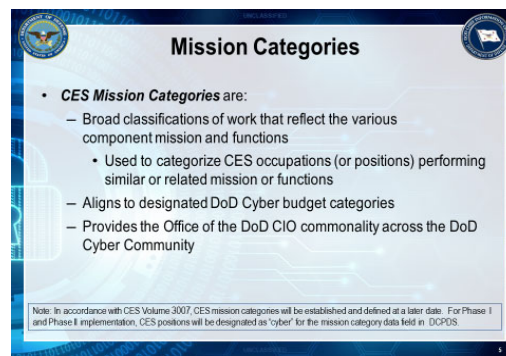 UNCLASSIFIED
Mission Categories
• CES Mission Categories are:
– Broad classifications of work that reflect the various
component mission and functions
• Used to categorize CES occupations (or positions) performing
similar or related mission or functions
– Aligns to designated DoD Cyber budget categories
– Provides the Office of the DoD CIO commonality across the DoD
Cyber Community
Note: In accordance with CES Volume 3007, CES mission categories will be established and defined at a later date. For Phase I
and Phase II implementation, CES positions will be designated as “cyber” for the mission category data field in DCPDS.
UNCLASSIFIED
5